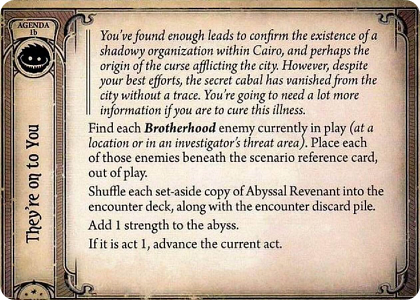 AGENDA
1b
They're on to You
You've found enough leads to confirm the existence of a
shadowy organization within Cairo, and perhaps the
origin of the curse afflicting the city. However, despite
your best efforts, the secret cabal has vanished from the
city without a trace. You're going to need a lot more
information if you are to cure this illness.
Find each Brotherhood enemy currently in play (at a
location or in an investigator's threat area). Place each
of those enemies beneath the scenario reference card,
out of play.
Shuffle each set-aside copy of Abyssal Revenant into the
encounter deck, along with the encounter discard pile.
Add 1 strength to the abyss.
If it is act 1, advance the current act.